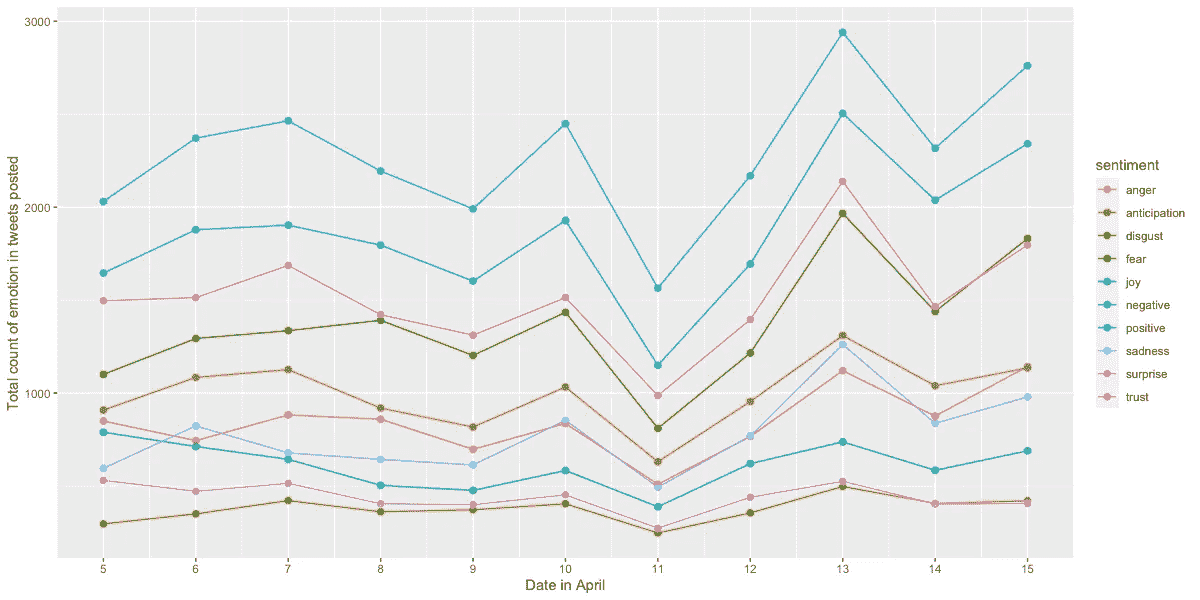 Total count of emotion in tweets posted
3000
2000
1000
5 6 7 8 9 10 11 12 13 14 15
Date in April
sentiment
anger
anticipation
disgust
fear
joy
negative
positive
sadness
surprise
trust